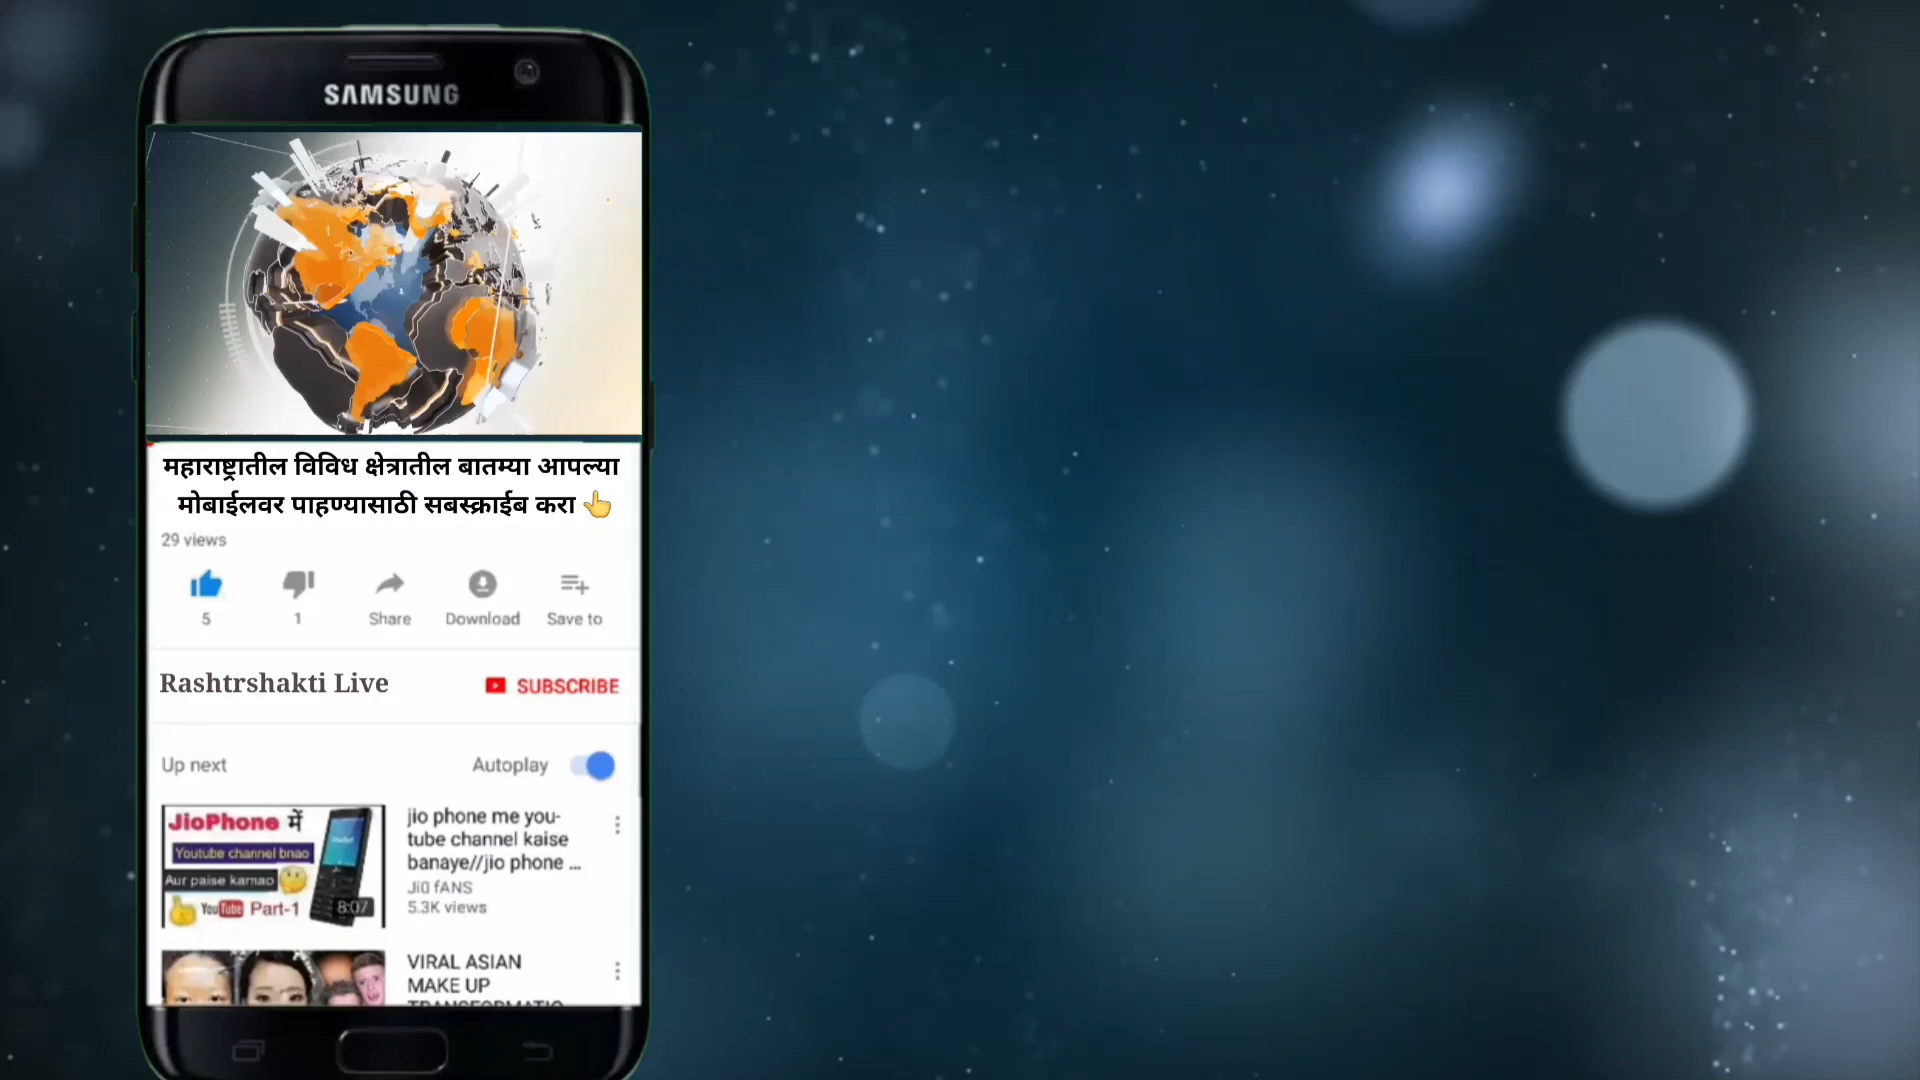 SAMSUNG
महाराष्ट्रातील विविध क्षेत्रातील बातम्या आपल्या
मोबाईलवर पाहण्यासाठी सबस्क्राईब करा 👆
29 views
5
1
Share
Download
Save to
Rashtrshakti Live
SUBSCRIBE
Up next
Autoplay
JioPhone में
Youtube channel bnao
Aur paise kamao
YouTube Part-1
8:07
jio phone me you-
tube channel kaise
banaye//jio phone ...
Ji0 fANS
5.3K views
VIRAL ASIAN
MAKE UP